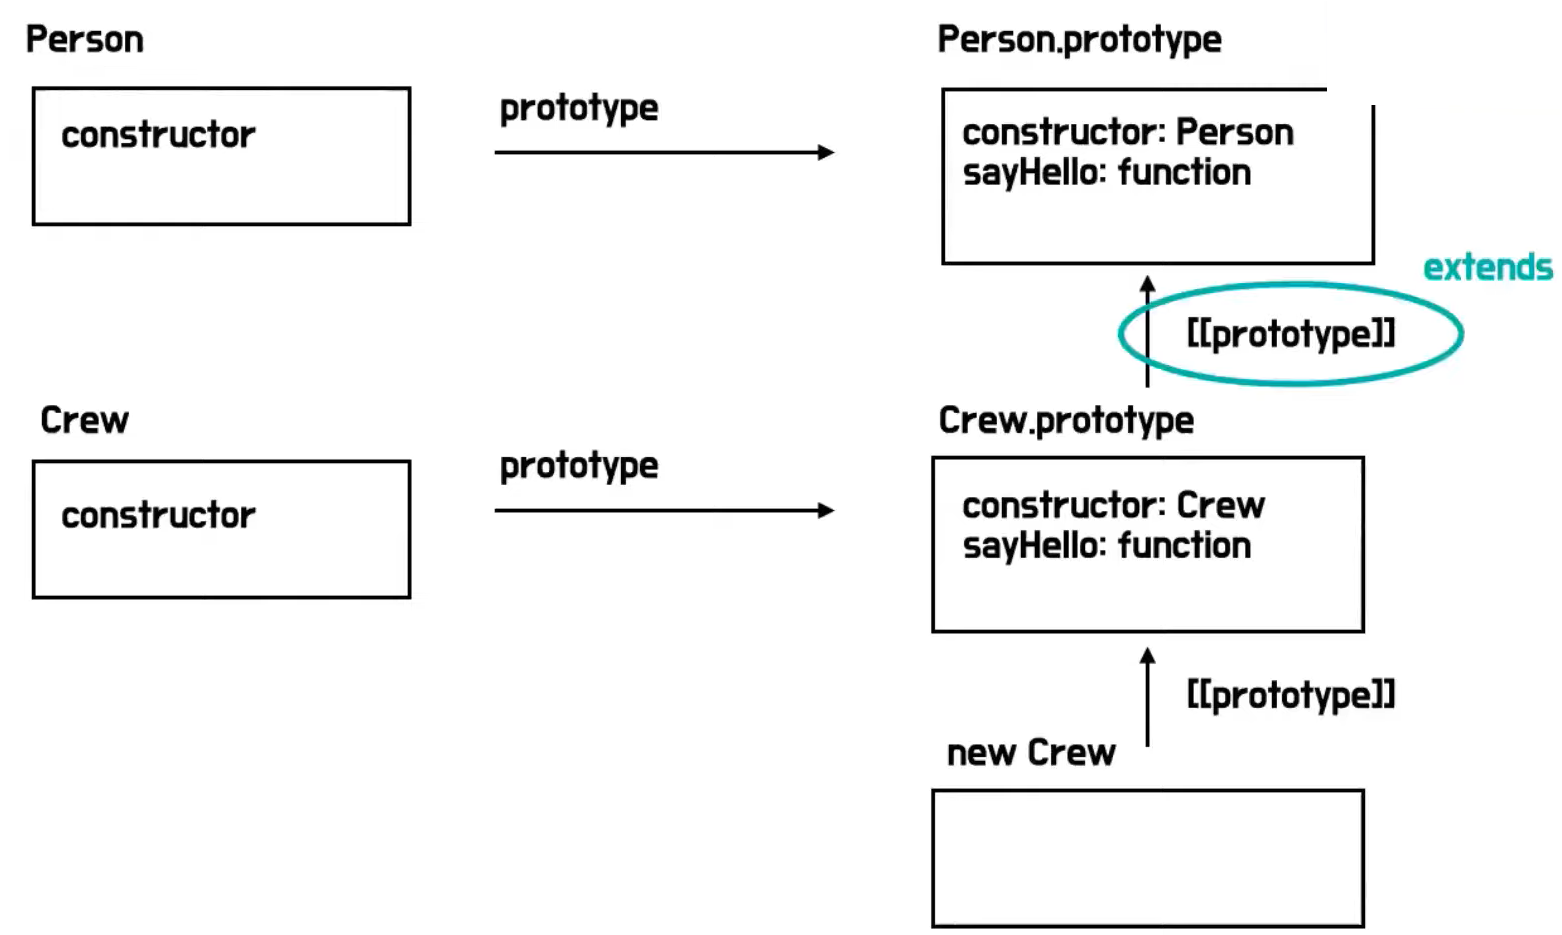 Person
constructor
prototype
Person.prototype
constructor: Person
sayHello: function
extends
[[prototype]]
Crew
constructor
prototype
Crew.prototype
constructor: Crew
sayHello: function
[[prototype]]
new Crew